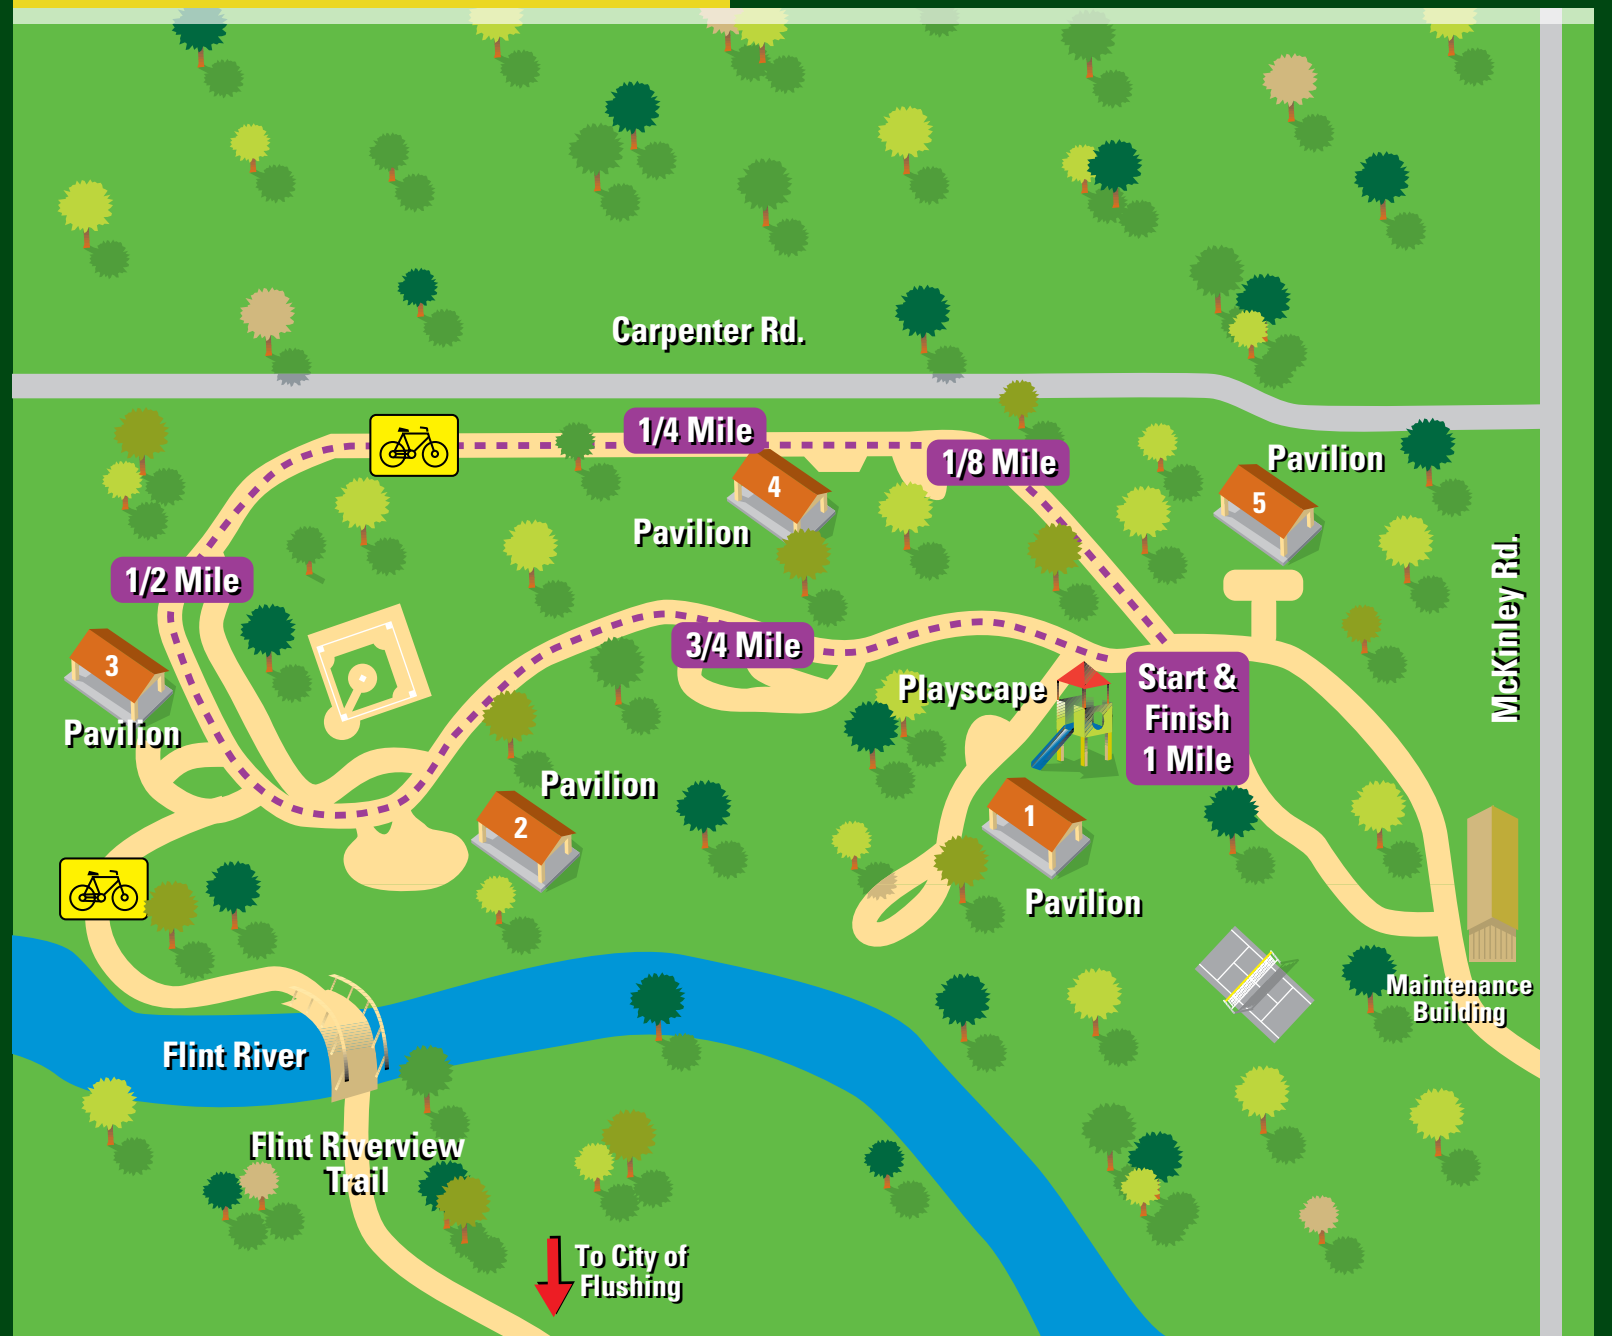 Carpenter Rd.
1/4 Mile
1/8 Mile
Pavilion
5
4
Pavilion
1/2 Mile
McKinley Rd.
3/4 Mile
3
Pavilion
Playscape
Start &
Finish
1 Mile
Pavilion
2
1
Pavilion
Maintenance
Building
Flint River
Flint Riverview
Trail
To City of
Flushing